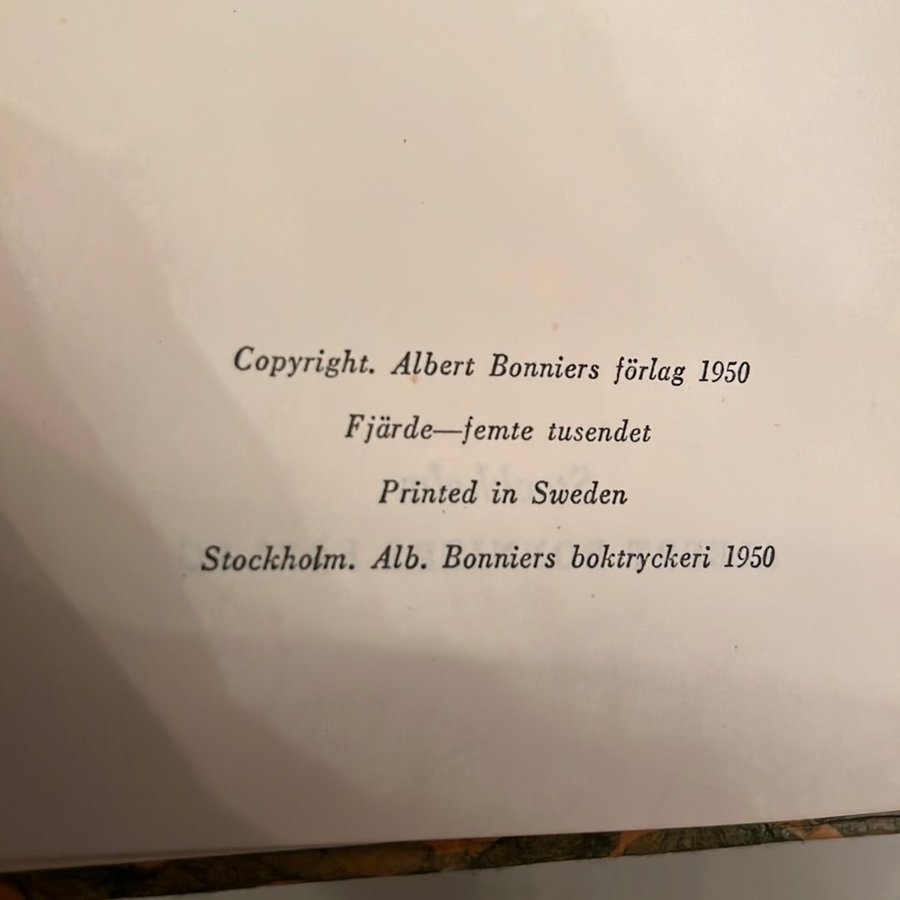 Copyright. Albert Bonniers förlag 1950
Fjärde—femte tusendet
Printed in Sweden
Stockholm. Alb. Bonniers boktryckeri 1950